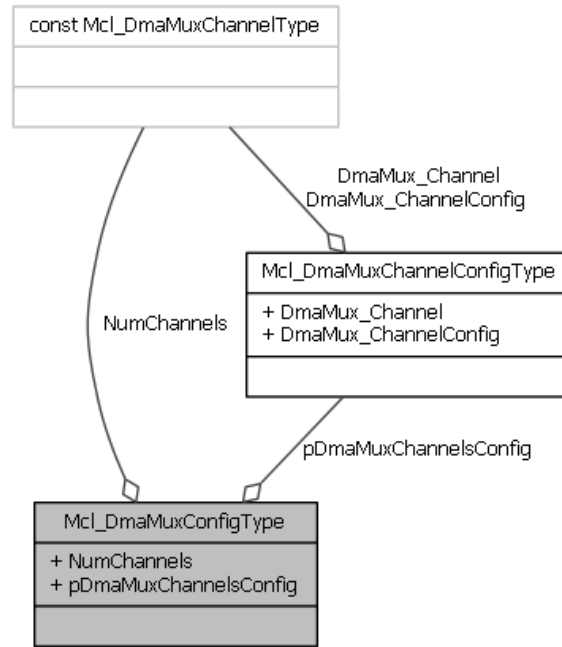 const Mcl_DmaMuxChannelType
DmaMux_Channel
DmaMux_ChannelConfig
Mcl_DmaMuxChannelConfigType
+ DmaMux_Channel
+ DmaMux_ChannelConfig
NumChannels
pDmaMuxChannelsConfig
Mcl_DmaMuxConfigType
+ NumChannels
+ pDmaMuxChannelsConfig